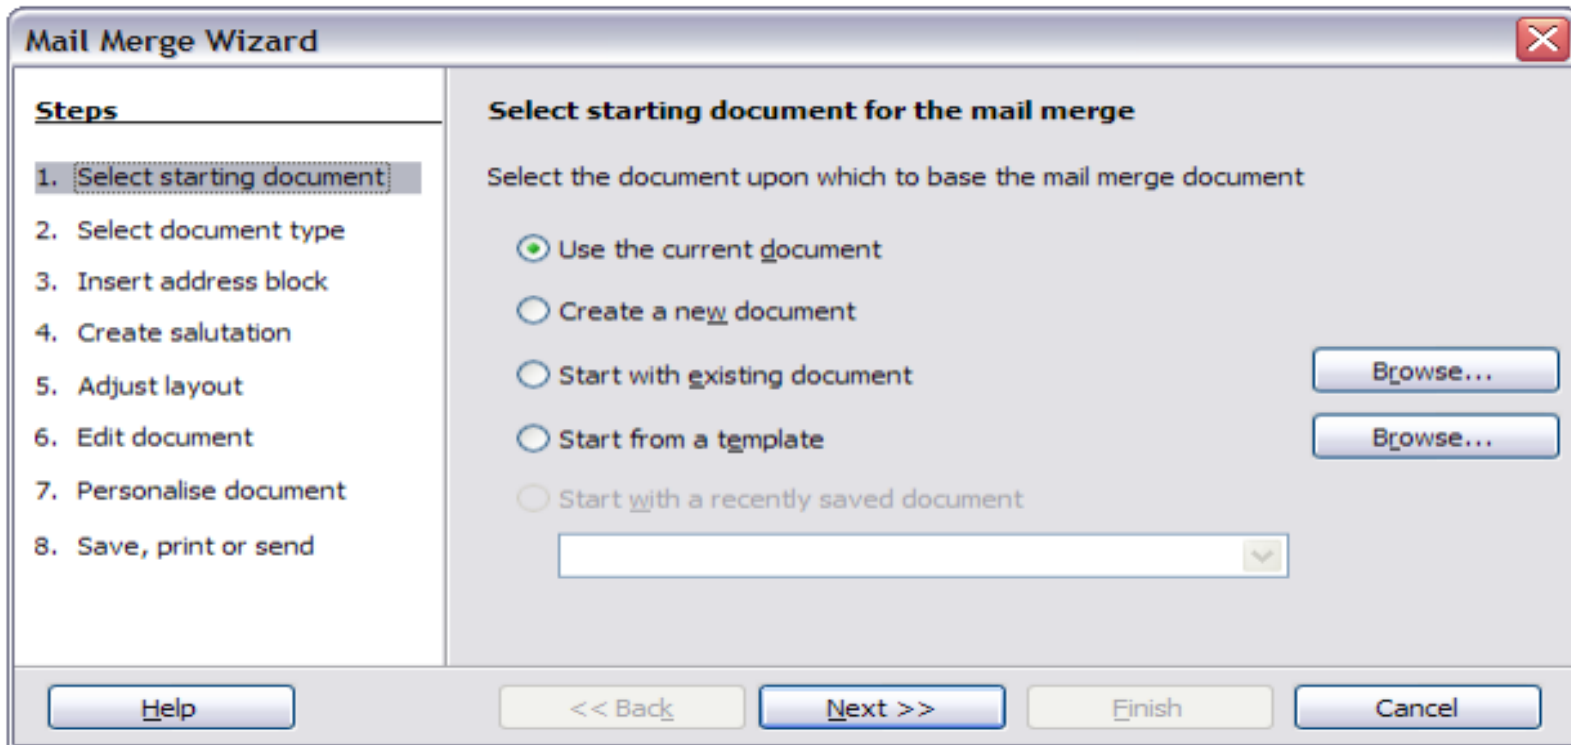 Mail Merge Wizard
Steps
1. Select starting document
2. Select document type
3. Insert address block
4. Create salutation
5. Adjust layout
6. Edit document
7. Personalise document
8. Save, print or send
Select starting document for the mail merge
Select the document upon which to base the mail merge document
Use the current document
Create a new document
Start with existing document
Browse...
Start from a template
Browse...
Start with a recently saved document
Help
<< Back
Next >>
Finish
Cancel